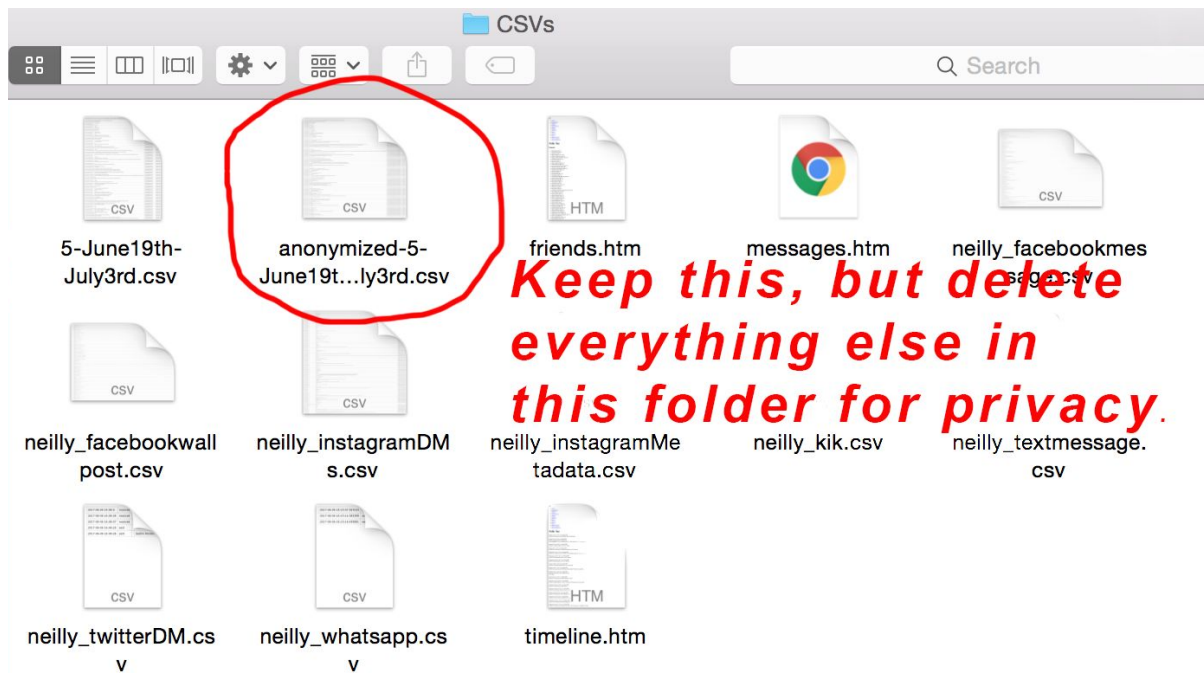 CSVs
Search
CSV
CSV
HTM
CSV
5-June19th-
July3rd.csv
anonymized-5-
June19t...ly3rd.csv
friends.htm
messages.htm
neilly_facebookmes
sage.csv
Keep this, but delete
everything else in
this folder for privacy.
CSV
CSV
neilly_facebookwall
post.csv
neilly_instagramDM
s.csv
neilly_instagramMe
tadata.csv
neilly_kik.csv
neilly_textmessage.
csv
CSV
CSV
HTM
neilly_twitterDM.cs
v
neilly_whatsapp.cs
v
timeline.htm